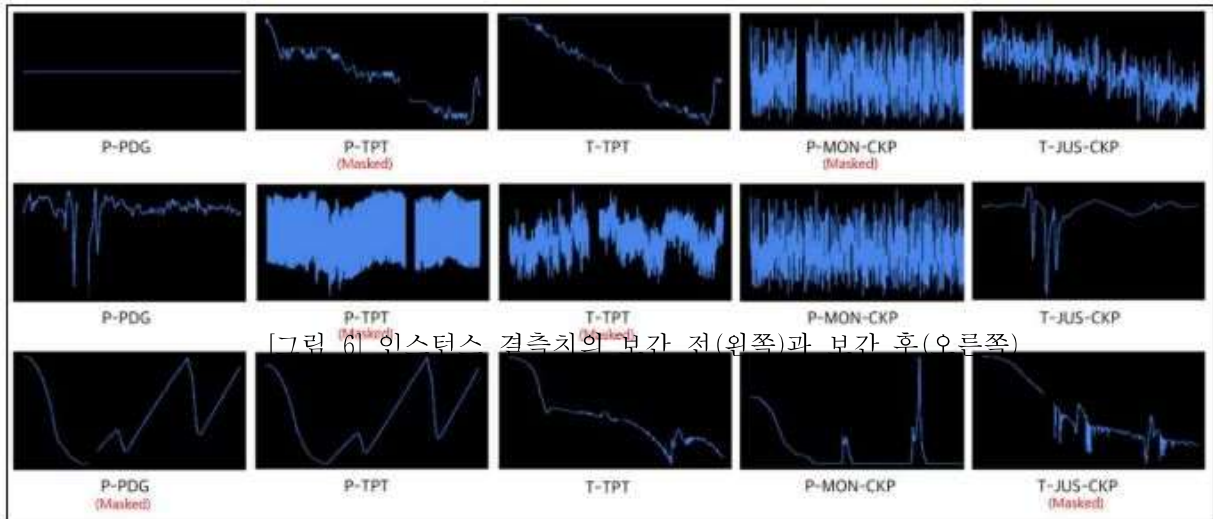 P-PDG P-TPT T-TPT P-MON-CKP T-JUS-CKP
(Masked) (Masked)
P-PDG P-TPT T-TPT P-MON-CKP T-JUS-CKP
(Masked) (Masked)
[그림 6] 인스턴스 결측치의 보간 전(왼쪽)과 보간 후(오른쪽)
P-PDG P-TPT T-TPT P-MON-CKP T-JUS-CKP
(Masked) (Masked)